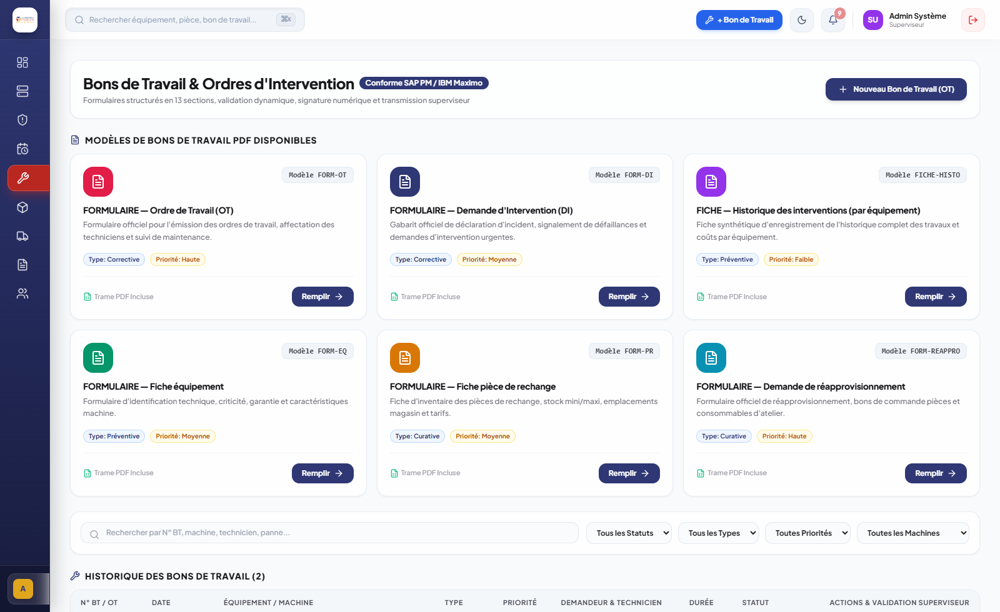 Rechercher équipement, pièce, bon de travail...
⌘K
+ Bon de Travail
9
SU
Admin Système
Superviseur
Bons de Travail & Ordres d'Intervention
Conforme SAP PM / IBM Maximo
Formulaires structurés en 13 sections, validation dynamique, signature numérique et transmission superviseur
Nouveau Bon de Travail (OT)
MODÈLES DE BONS DE TRAVAIL PDF DISPONIBLES
Modèle FORM-OT
FORMULAIRE — Ordre de Travail (OT)
Formulaire officiel pour l'émission des ordres de travail, affectation des
techniciens et suivi de maintenance.
Type: Corrective
Priorité: Haute
Trame PDF Incluse
Remplir
Modèle FORM-DI
FORMULAIRE — Demande d'Intervention (DI)
Gabarit officiel de déclaration d'incident, signalement de défaillances et
demandes d'intervention urgentes.
Type: Corrective
Priorité: Moyenne
Trame PDF Incluse
Remplir
Modèle FICHE-HISTO
FICHE — Historique des interventions (par équipement)
Fiche synthétique d'enregistrement de l'historique complet des travaux et
coûts par équipement.
Type: Préventive
Priorité: Faible
Trame PDF Incluse
Remplir
Modèle FORM-EQ
FORMULAIRE — Fiche équipement
Formulaire d'identification technique, criticité, garantie et caractéristiques
machine.
Type: Préventive
Priorité: Moyenne
Trame PDF Incluse
Remplir
Modèle FORM-PR
FORMULAIRE — Fiche pièce de rechange
Fiche d'inventaire des pièces de rechange, stock mini/maxi, emplacements
magasin et tarifs.
Type: Curative
Priorité: Moyenne
Trame PDF Incluse
Remplir
Modèle FORM-REAPPRO
FORMULAIRE — Demande de réapprovisionnement
Formulaire officiel de réapprovisionnement, bons de commande pièces et
consommables d'atelier.
Type: Curative
Priorité: Haute
Trame PDF Incluse
Remplir
Rechercher par N° BT, machine, technicien, panne...
Tous les Statuts
Tous les Types
Toutes Priorités
Toutes les Machines
HISTORIQUE DES BONS DE TRAVAIL (2)
N° BT / OT
DATE
ÉQUIPEMENT / MACHINE
TYPE
PRIORITÉ
DEMANDEUR & TECHNICIEN
DURÉE
STATUT
ACTIONS & VALIDATION SUPERVISEUR
A